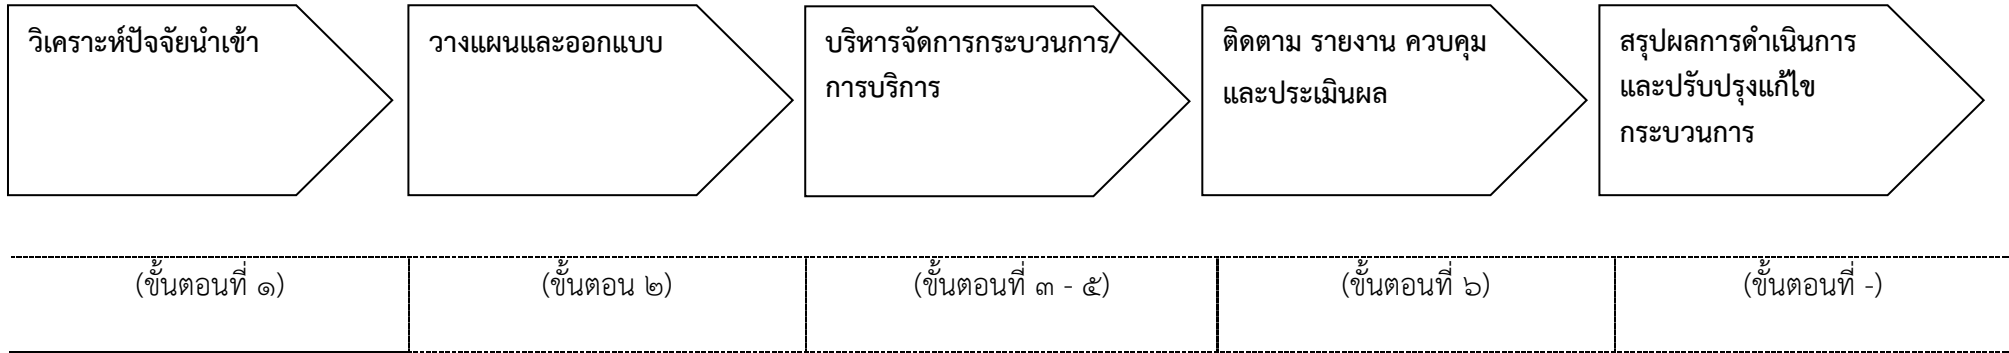 วิเคราะห์ปัจจัยนำเข้า
วางแผนและออกแบบ
บริหารจัดการกระบวนการ/
การบริการ
ติดตาม รายงาน ควบคุม
และประเมินผล
สรุปผลการดำเนินการ
และปรับปรุงแก้ไข
กระบวนการ
(ขั้นตอนที่ ๑)
(ขั้นตอน ๒)
(ขั้นตอนที่ ๓ - ๕)
(ขั้นตอนที่ ๖)
(ขั้นตอนที่ -)